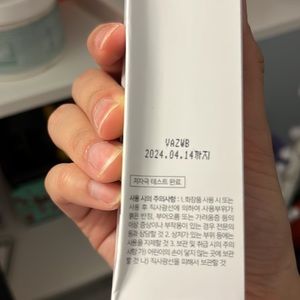 VAZWB
2024.04.14까지
저자극 테스트 완료
사용 시의 주의사항 : 1. 화장품 사용 시 또는
사용 후 직사광선에 의하여 사용부위가
붉은 반점, 부어오름 또는 가려움증 등의
이상 증상이나 부작용이 있는 경우 전문의
등과 상담할 것 2. 상처가 있는 부위 등에는
사용을 자제할 것 3. 보관 및 취급 시의 주의
사항 가) 어린이의 손이 닿지 않는 곳에 보관
할 것 나) 직사광선을 피해서 보관할 것